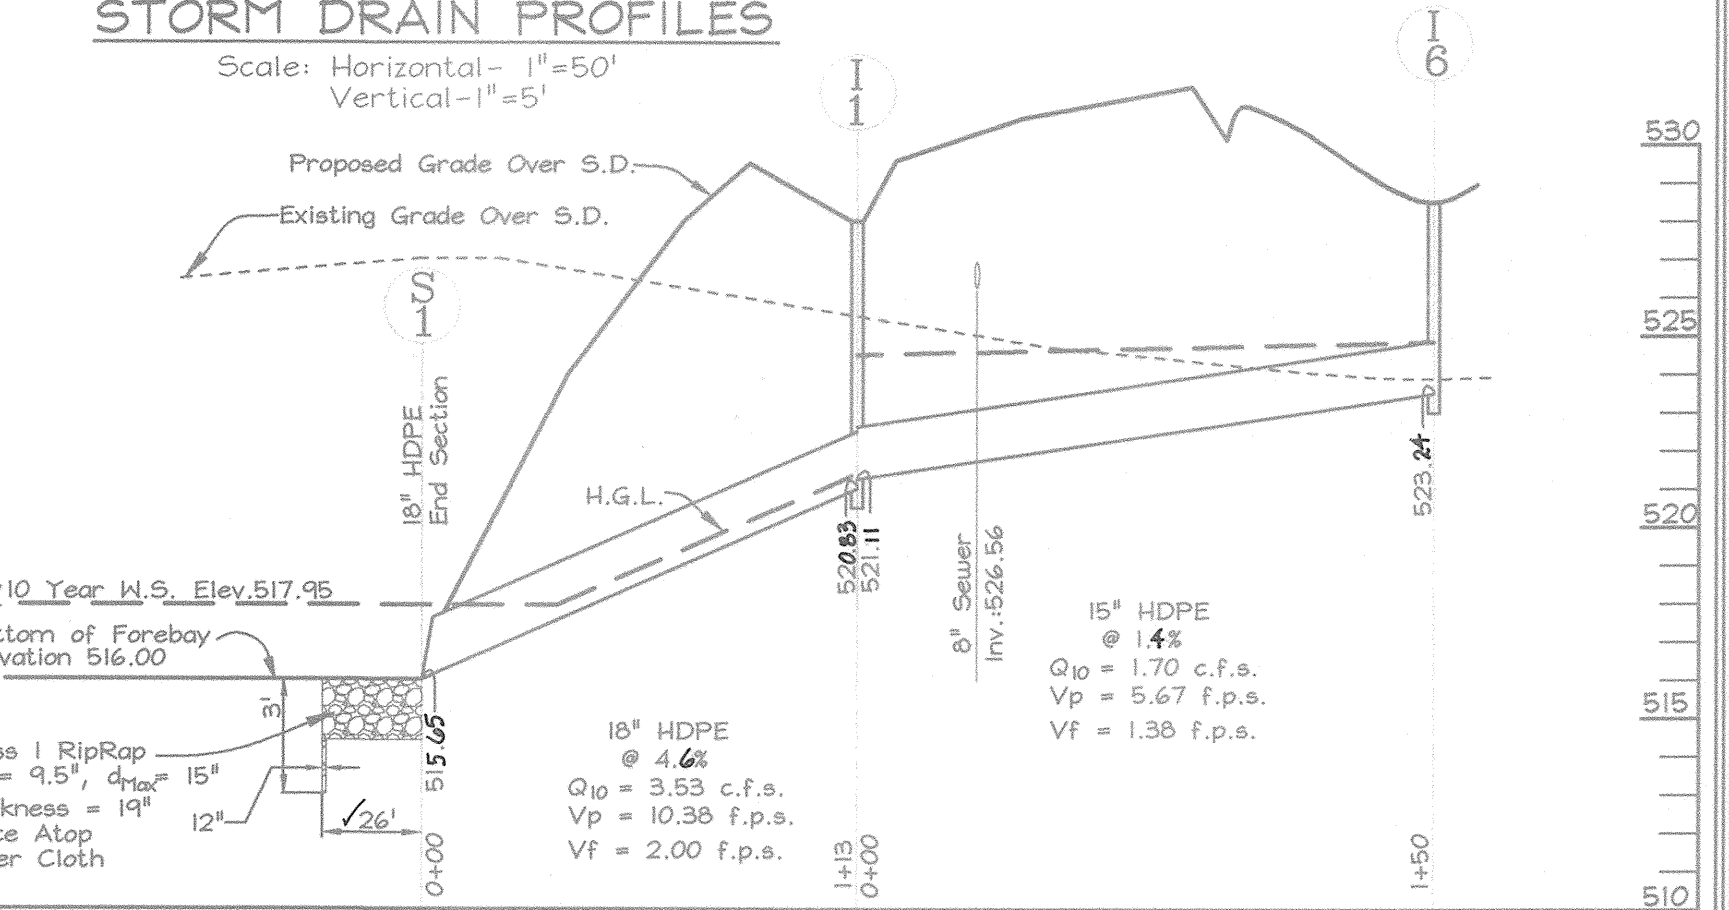 STORM DRAIN PROFILES
Scale: Horizontal- 1"=50'
Vertical-1"=5'
I
1
I
6
Proposed Grade Over S.D.
Existing Grade Over S.D.
S
1
18" HDPE
End Section
H.G.L.
10 Year W.S. Elev.517.95
ttom of Forebay
vation 516.00
3'
ss 1 RipRap
= 9.5", dMax= 15"
kness = 19"
ce Atop
er Cloth
12"
26'
515.65
0+00
18" HDPE
@ 4.6%
Q10 = 3.53 c.f.s.
Vp = 10.38 f.p.s.
Vf = 2.00 f.p.s.
520.83
521.11
1+13
0+00
8" Sewer
Inv.:526.56
15" HDPE
@ 1.4%
Q10 = 1.70 c.f.s.
Vp = 5.67 f.p.s.
Vf = 1.38 f.p.s.
523.24
1+50
530
525
520
515
510